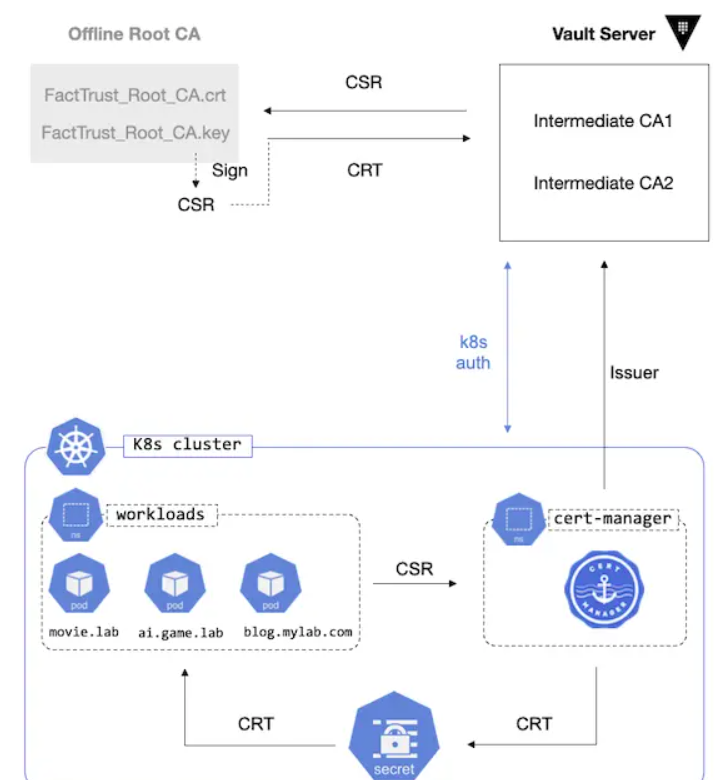 Offline Root CA
Vault Server
FactTrust_Root_CA.crt
FactTrust_Root_CA.key
CSR
CRT
Sign
CSR
Intermediate CA1
Intermediate CA2
k8s
auth
Issuer
K8s cluster
ns
workloads
ns
cert-manager
pod
pod
pod
movie.lab
ai.game.lab
blog.mylab.com
CSR
CERT
MANAGER
CRT
CRT
secret